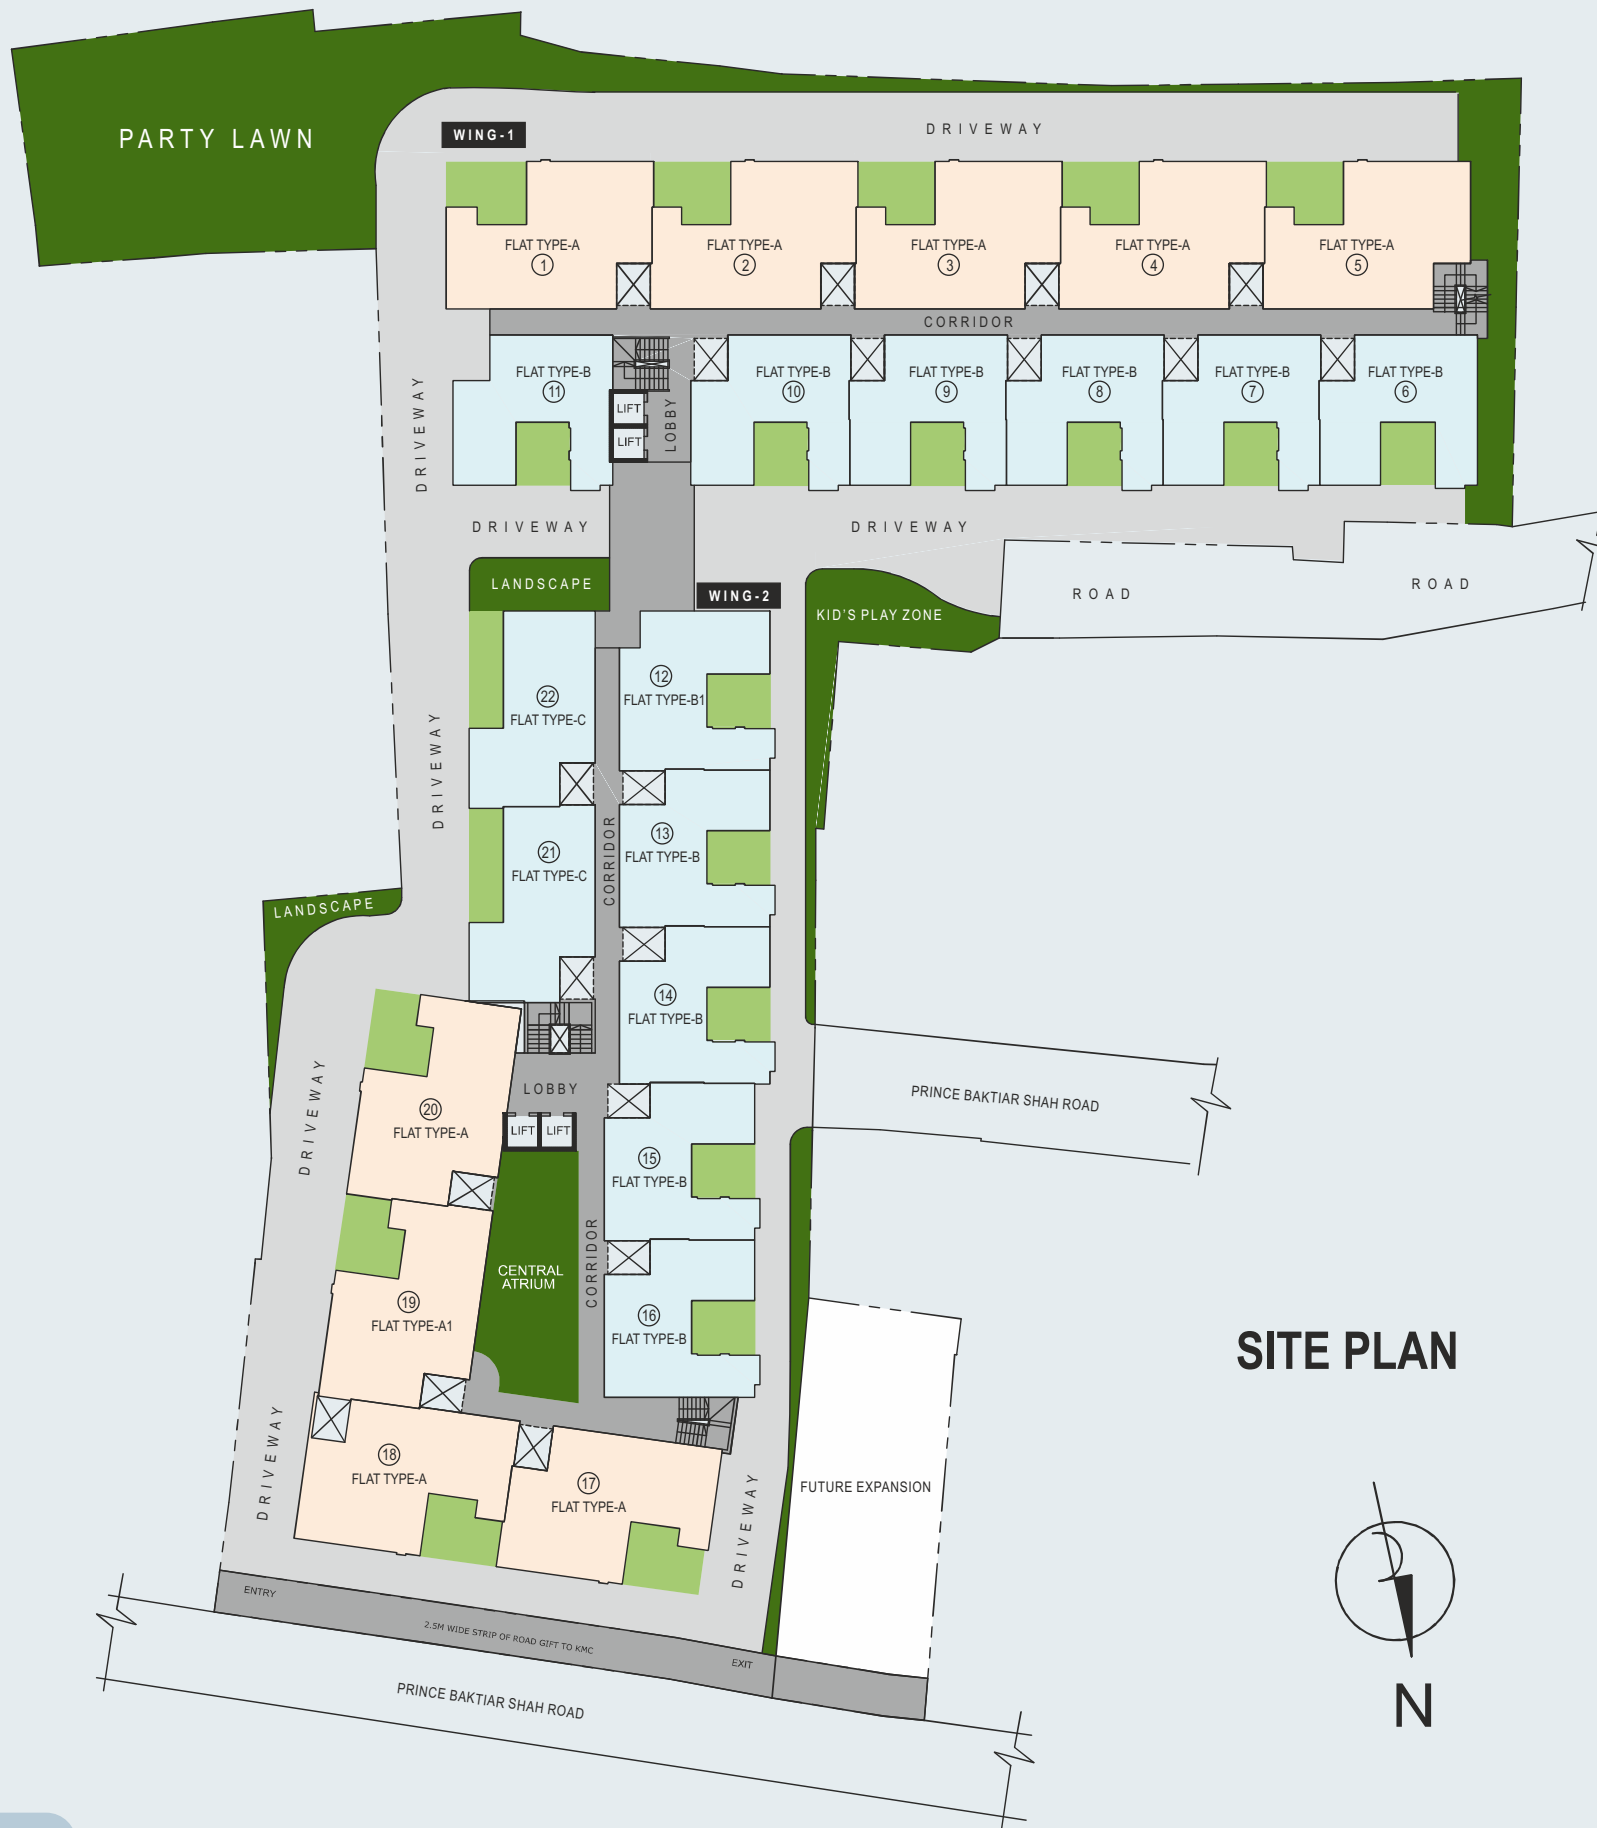 PARTY LAWN
DRIVEWAY
WING-1
FLAT TYPE-A
1
FLAT TYPE-A
2
FLAT TYPE-A
3
FLAT TYPE-A
4
FLAT TYPE-A
5
CORRIDOR
FLAT TYPE-B
11
LIFT
LIFT
LOBBY
FLAT TYPE-B
10
FLAT TYPE-B
9
FLAT TYPE-B
8
FLAT TYPE-B
7
FLAT TYPE-B
6
DRIVEWAY
DRIVEWAY
DRIVEWAY
LANDSCAPE
WING-2
KID'S PLAY ZONE
ROAD
ROAD
22
FLAT TYPE-C
12
FLAT TYPE-B1
DRIVEWAY
21
FLAT TYPE-C
CORRIDOR
13
FLAT TYPE-B
LANDSCAPE
14
FLAT TYPE-B
DRIVEWAY
20
FLAT TYPE-A
LOBBY
LIFT
LIFT
PRINCE BAKTIAR SHAH ROAD
15
FLAT TYPE-B
CENTRAL
ATRIUM
CORRIDOR
19
FLAT TYPE-A1
16
FLAT TYPE-B
SITE PLAN
DRIVEWAY
18
FLAT TYPE-A
17
FLAT TYPE-A
DRIVEWAY
FUTURE EXPANSION
ENTRY
2.5M WIDE STRIP OF ROAD GIFT TO KMC
EXIT
PRINCE BAKTIAR SHAH ROAD
N